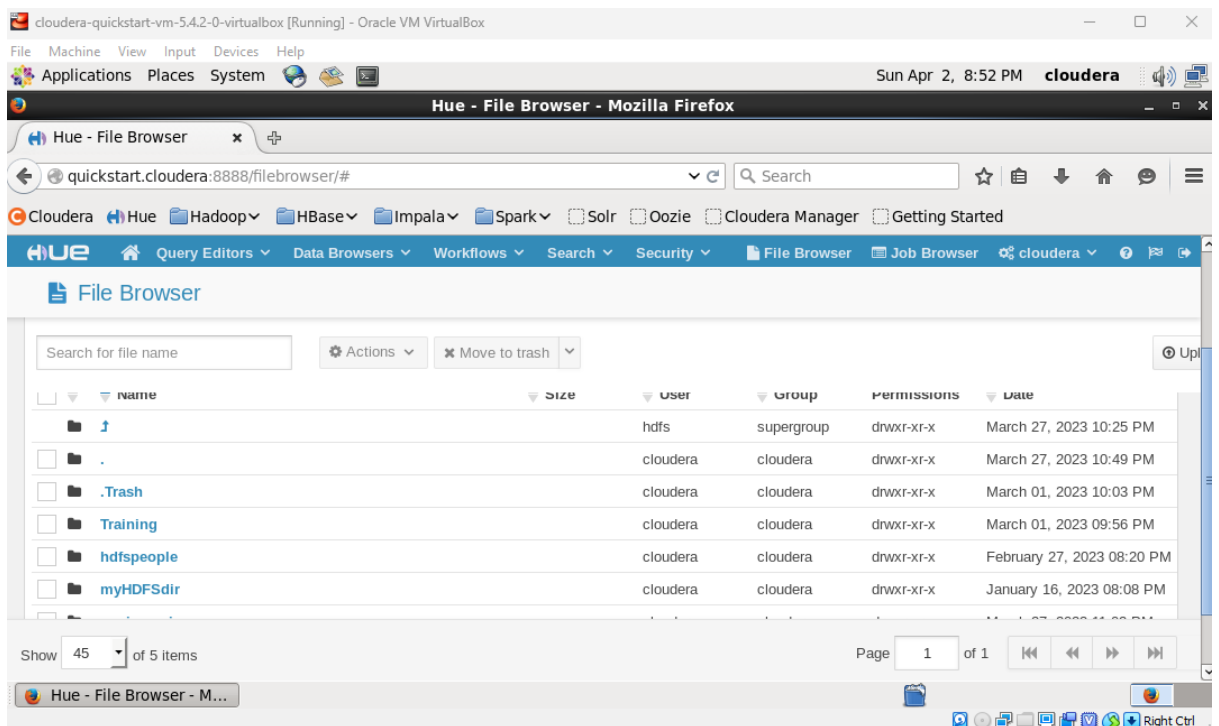 cloudera-quickstart-vm-5.4.2-0-virtualbox [Running] - Oracle VM VirtualBox
File Machine View Input Devices Help
Applications Places System Sun Apr 2, 8:52 PM cloudera
Hue - File Browser - Mozilla Firefox
Hue - File Browser
quickstart.cloudera:8888/filebrowser/# Search
Cloudera Hue Hadoop HBase Impala Spark Solr Oozie Cloudera Manager Getting Started
HUE Query Editors Data Browsers Workflows Search Security File Browser Job Browser cloudera
File Browser
Search for file name Actions Move to trash Upl
Name Size User Group Permissions Date
hdfs supergroup drwxr-xr-x March 27, 2023 10:25 PM
. cloudera cloudera drwxr-xr-x March 27, 2023 10:49 PM
.Trash cloudera cloudera drwxr-xr-x March 01, 2023 10:03 PM
Training cloudera cloudera drwxr-xr-x March 01, 2023 09:56 PM
hdfspeople cloudera cloudera drwxr-xr-x February 27, 2023 08:20 PM
myHDFSdir cloudera cloudera drwxr-xr-x January 16, 2023 08:08 PM
Show 45 of 5 items Page 1 of 1
Hue - File Browser - M...
Right Ctrl